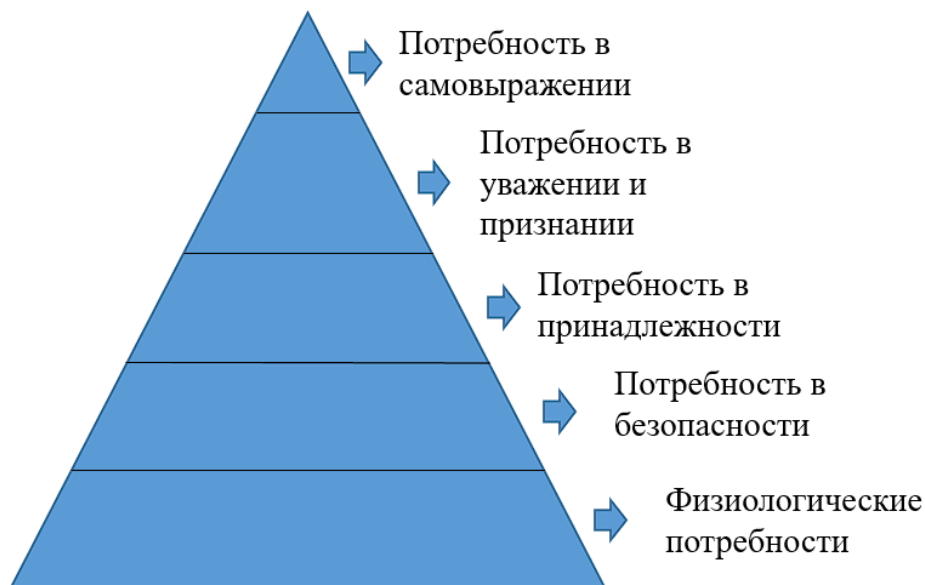 Потребность в
самовыражении
Потребность в
уважении и
признании
Потребность в
принадлежности
Потребность в
безопасности
Физиологические
потребности